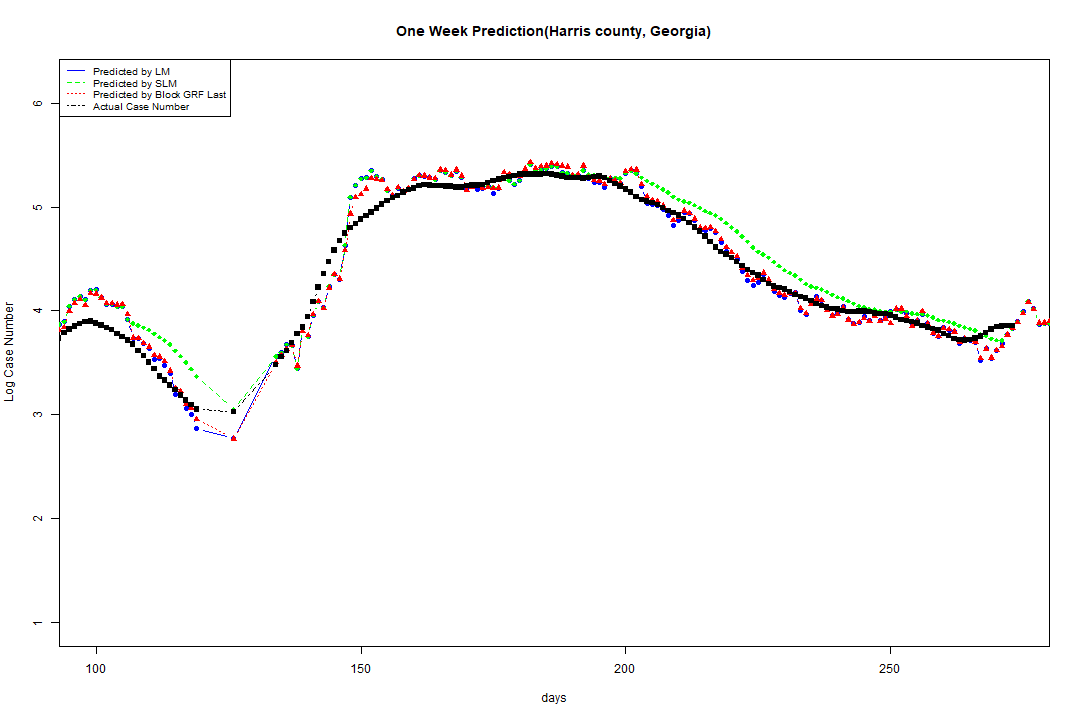 One Week Prediction(Harris county, Georgia)
Predicted by LM
Predicted by SLM
Predicted by Block GRF Last
Actual Case Number
6
5
4
3
2
1
Log Case Number
100
150
200
250
days